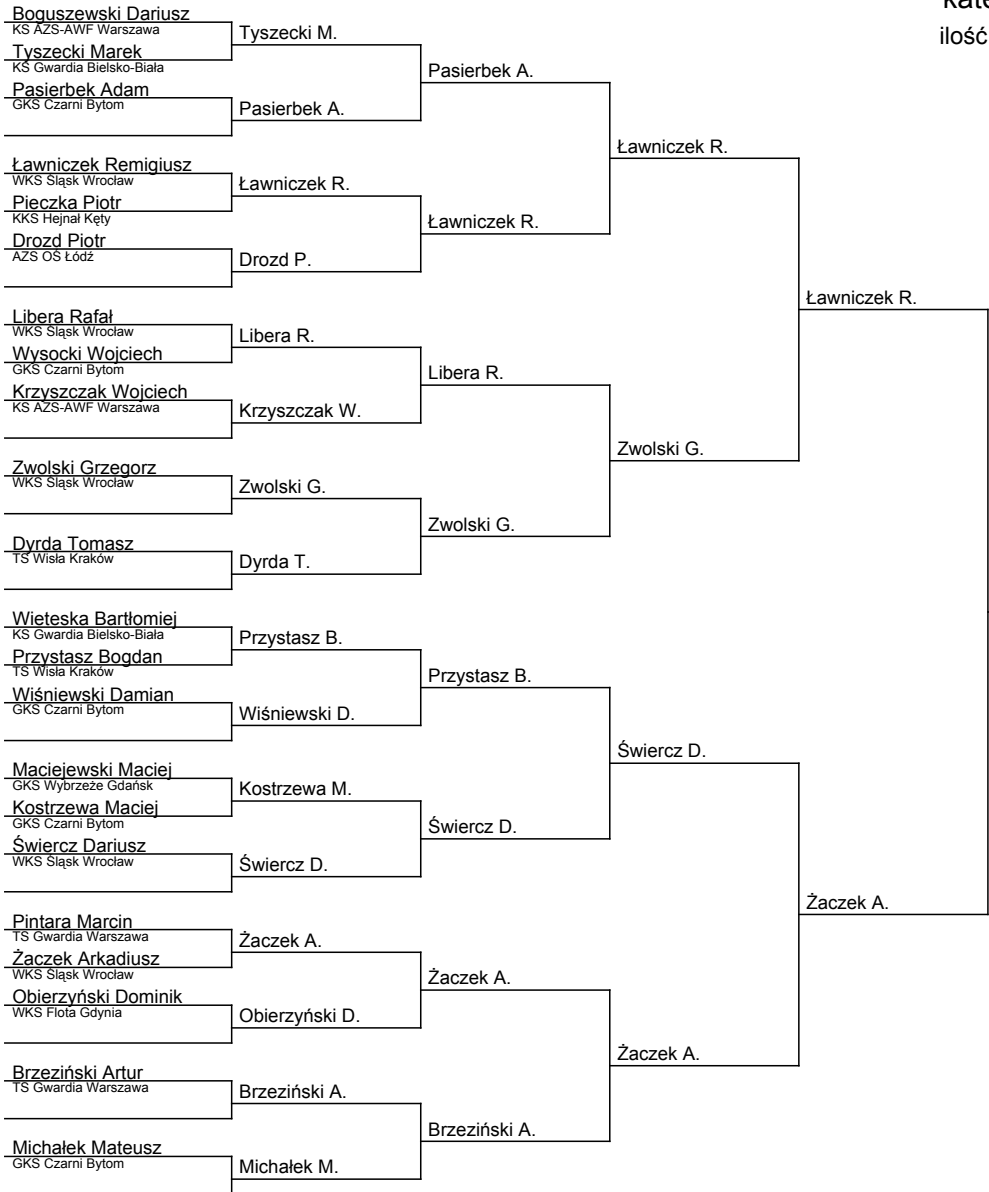 kate
ilość
Boguszewski Dariusz
KS AZS-AWF Warszawa
Tyszecki Marek
KS Gwardia Bielsko-Biała
Pasierbek Adam
GKS Czarni Bytom
Ławniczek Remigiusz
WKS Śląsk Wrocław
Pieczka Piotr
KKS Hejnał Kęty
Drozd Piotr
AZS OŚ Łódź
Libera Rafał
WKS Śląsk Wrocław
Wysocki Wojciech
GKS Czarni Bytom
Krzyszczak Wojciech
KS AZS-AWF Warszawa
Zwolski Grzegorz
WKS Śląsk Wrocław
Dyrda Tomasz
TS Wisła Kraków
Wieteska Bartłomiej
KS Gwardia Bielsko-Biała
Przystasz Bogdan
TS Wisła Kraków
Wiśniewski Damian
GKS Czarni Bytom
Maciejewski Maciej
GKS Wybrzeże Gdańsk
Kostrzewa Maciej
GKS Czarni Bytom
Świercz Dariusz
WKS Śląsk Wrocław
Pintara Marcin
TS Gwardia Warszawa
Żaczek Arkadiusz
WKS Śląsk Wrocław
Obierzyński Dominik
WKS Flota Gdynia
Brzeziński Artur
TS Gwardia Warszawa
Michałek Mateusz
GKS Czarni Bytom
Tyszecki M.
Pasierbek A.
Ławniczek R.
Drozd P.
Libera R.
Krzyszczak W.
Zwolski G.
Dyrda T.
Przystasz B.
Wiśniewski D.
Kostrzewa M.
Świercz D.
Żaczek A.
Obierzyński D.
Brzeziński A.
Michałek M.
Pasierbek A.
Ławniczek R.
Libera R.
Zwolski G.
Przystasz B.
Świercz D.
Żaczek A.
Brzeziński A.
Ławniczek R.
Zwolski G.
Świercz D.
Żaczek A.
Ławniczek R.
Żaczek A.